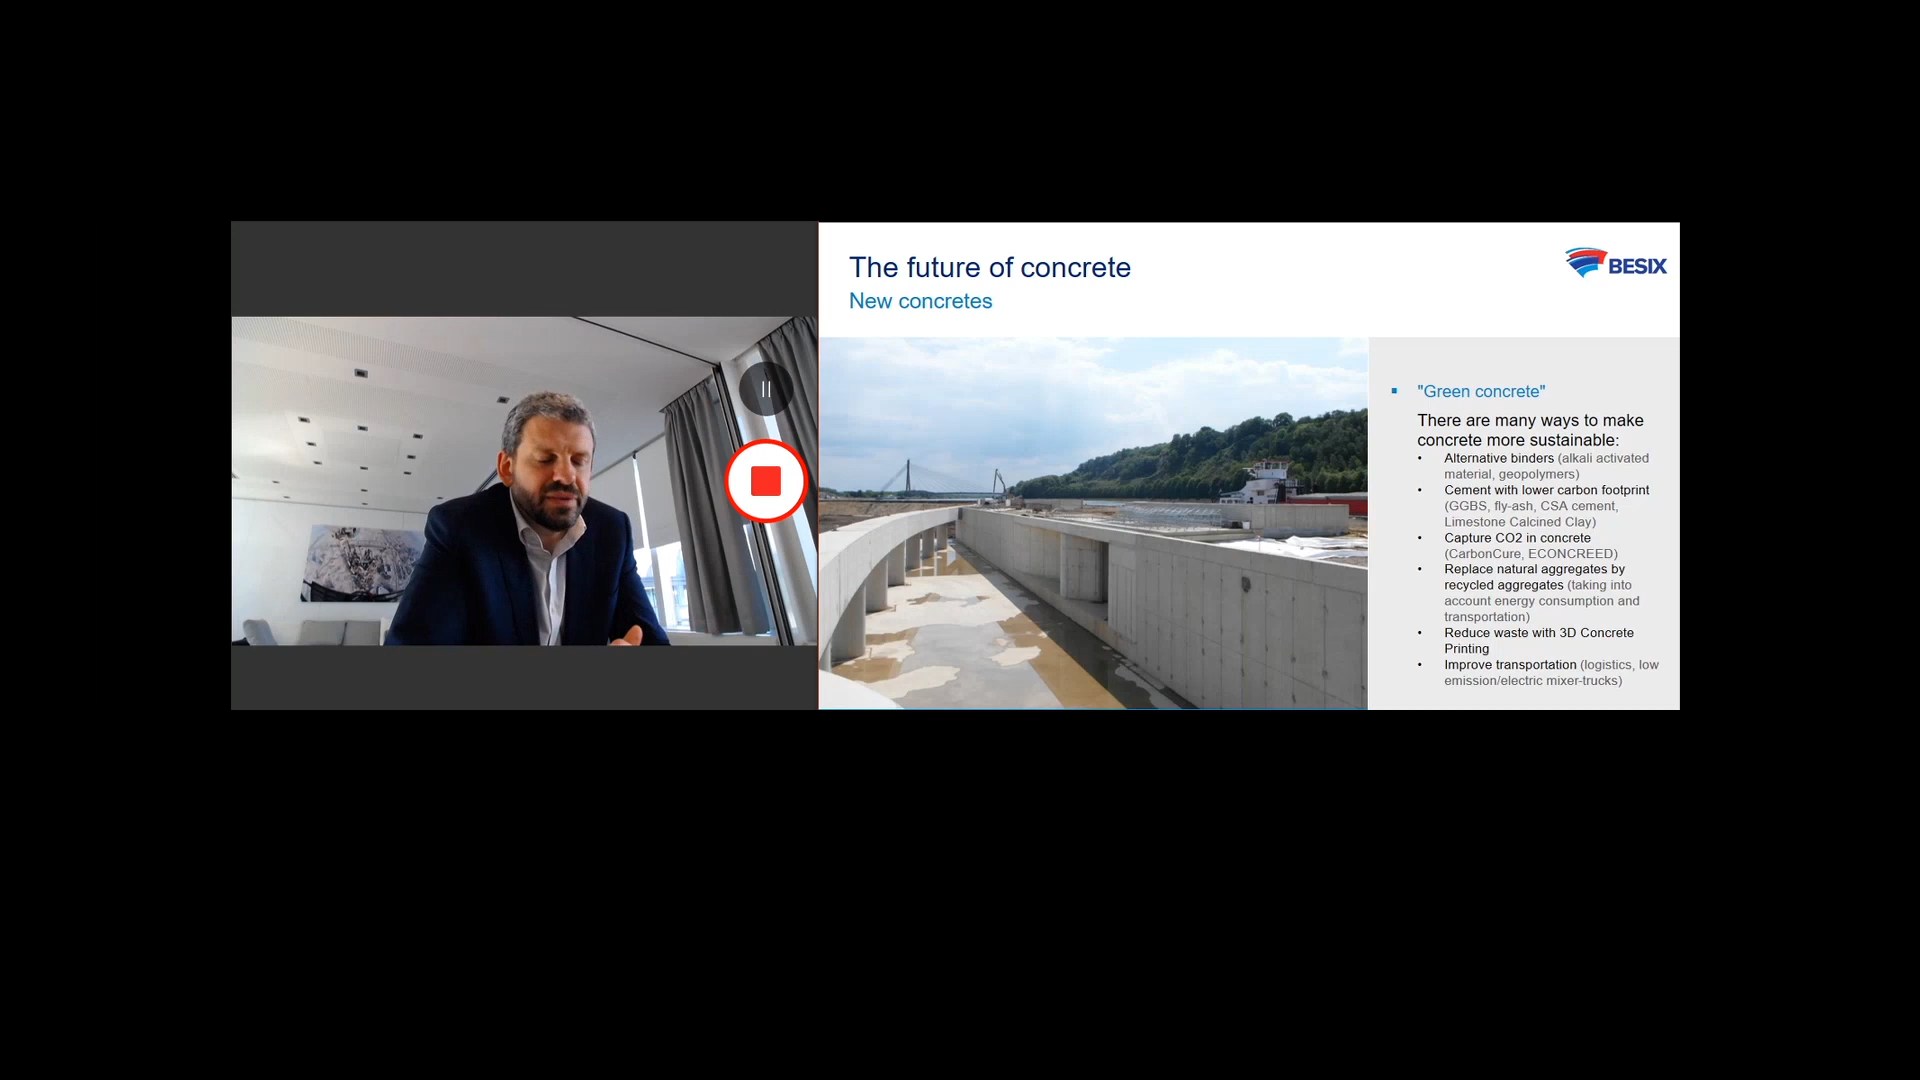 The future of concrete
New concretes
BESIX
"Green concrete"
There are many ways to make
concrete more sustainable:
• Alternative binders (alkali activated
material, geopolymers)
• Cement with lower carbon footprint
(GGBS, fly-ash, CSA cement,
Limestone Calcined Clay)
• Capture CO2 in concrete
(CarbonCure, ECONCREED)
• Replace natural aggregates by
recycled aggregates (taking into
account energy consumption and
transportation)
• Reduce waste with 3D Concrete
Printing
• Improve transportation (logistics, low
emission/electric mixer-trucks)